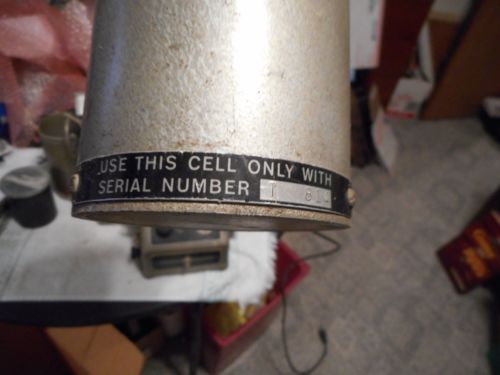 USE THIS CELL ONLY WITH
SERIAL NUMBER T